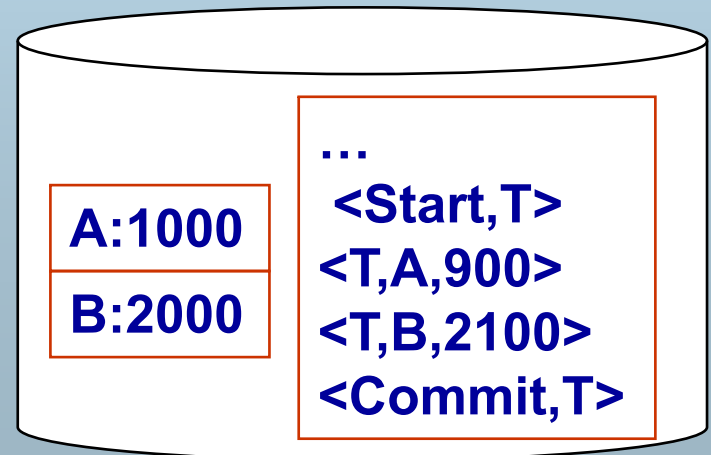 A:1000
B:2000
…
<Start,T>
<T,A,900>
<T,B,2100>
<Commit,T>